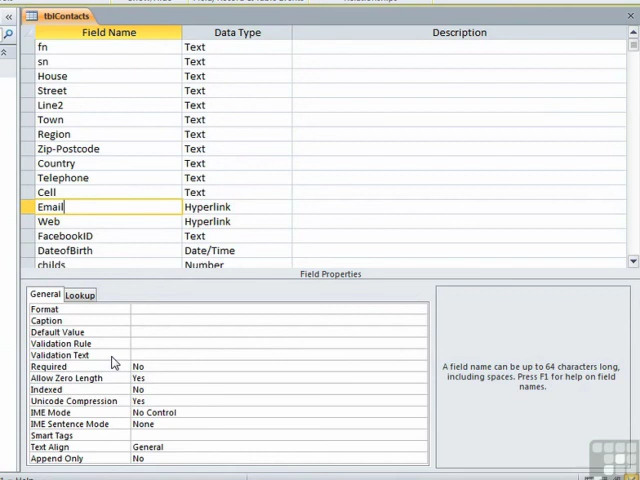 tblContacts
Field Name Data Type Description
fn Text
sn Text
House Text
Street Text
Line2 Text
Town Text
Region Text
Zip-Postcode Text
Country Text
Telephone Text
Cell Text
Email Hyperlink
Web Hyperlink
FacebookID Text
DateofBirth Date/Time
childs Number
Field Properties
General Lookup
Format
Caption
Default Value
Validation Rule
Validation Text
Required No
Allow Zero Length Yes
Indexed No
Unicode Compression Yes
IME Mode No Control
IME Sentence Mode None
Smart Tags
Text Align General
Append Only No
A field name can be up to 64 characters long,
including spaces. Press F1 for help on field
names.